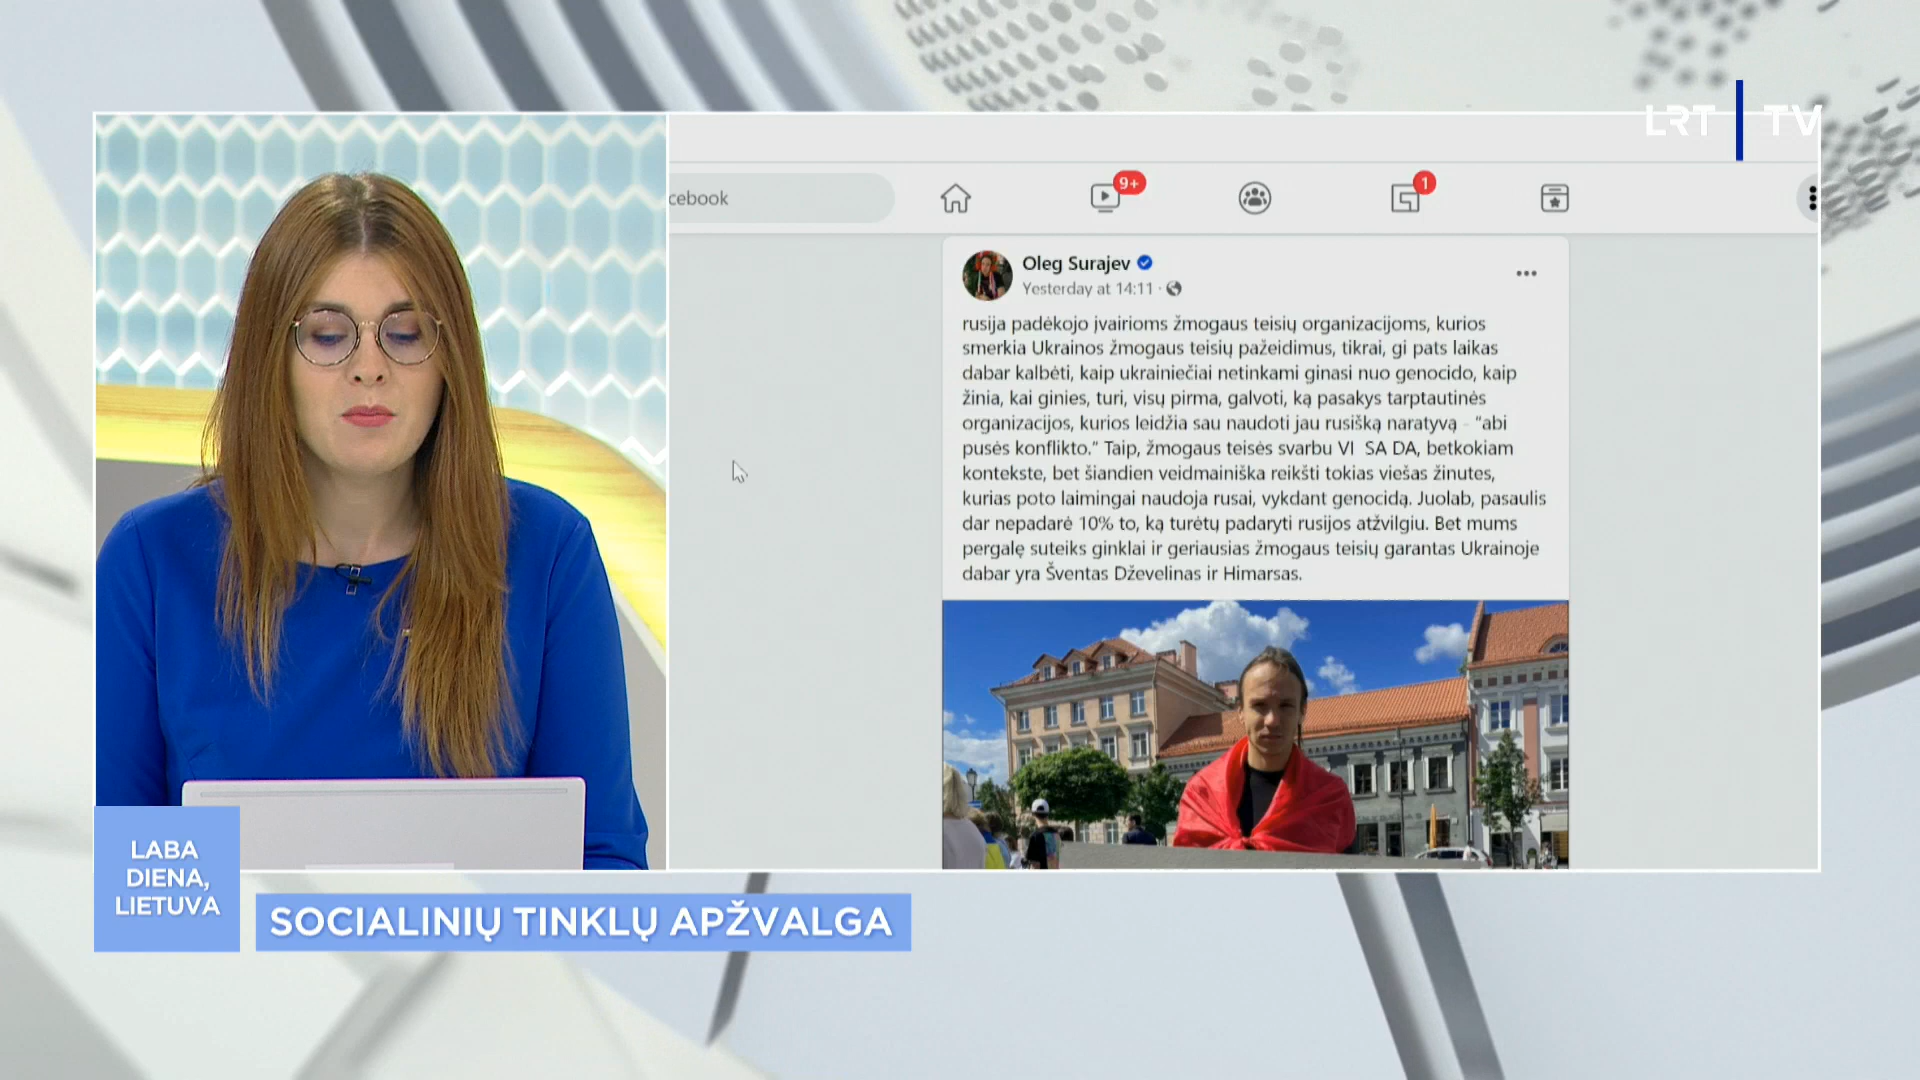 LRT TV
cebook
9+
1
Oleg Surajev
Yesterday at 14:11 ·
rusija padėkojo įvairioms žmogaus teisių organizacijoms, kurios
smerkia Ukrainos žmogaus teisių pažeidimus, tikrai, gi pats laikas
dabar kalbėti, kaip ukrainiečiai netinkami ginasi nuo genocido, kaip
žinia, kai ginies, turi, visų pirma, galvoti, ką pasakys tarptautinės
organizacijos, kurios leidžia sau naudoti jau rusišką naratyvą - “abi
pusės konflikto.” Taip, žmogaus teisės svarbu VI SA DA, betkokiam
kontekste, bet šiandien veidmainiška reikšti tokias viešas žinutes,
kurias poto laimingai naudoja rusai, vykdant genocidą. Juolab, pasaulis
dar nepadarė 10% to, ką turėtų padaryti rusijos atžvilgiu. Bet mums
pergalę suteiks ginklai ir geriausias žmogaus teisių garantas Ukrainoje
dabar yra Šventas Dževelinas ir Himarsas.
LABA
DIENA,
LIETUVA
SOCIALINIŲ TINKLŲ APŽVALGA